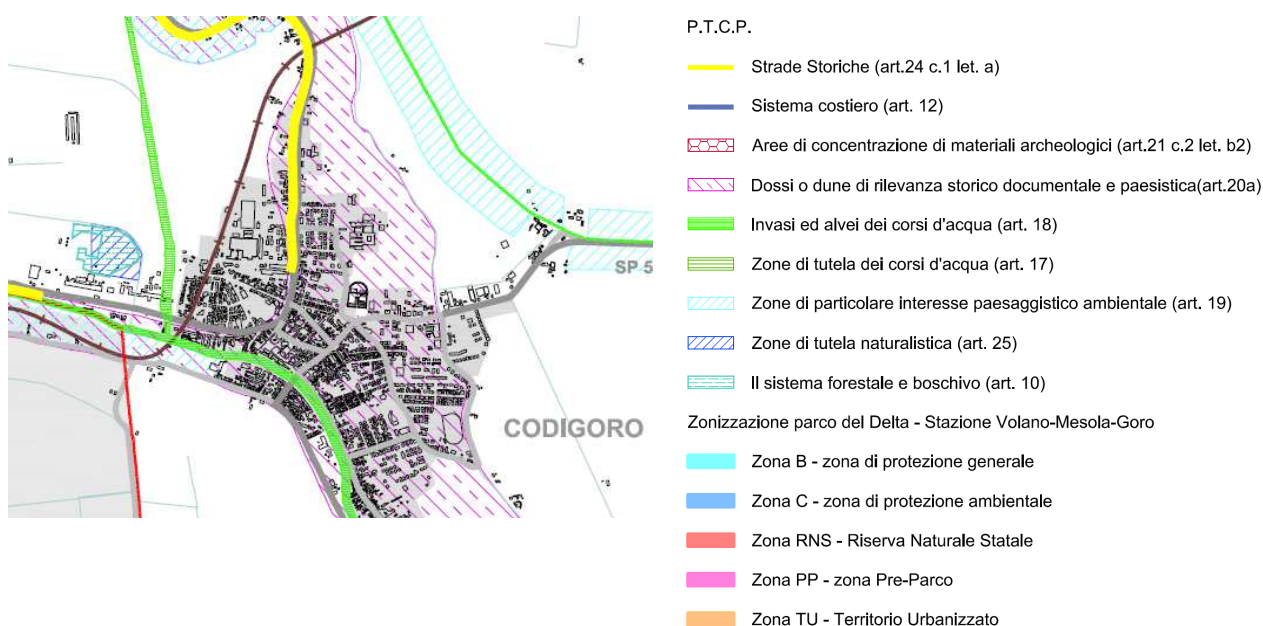 SP 5
CODIGORO
P.T.C.P.
Strade Storiche (art.24 c.1 let. a)
Sistema costiero (art. 12)
Aree di concentrazione di materiali archeologici (art.21 c.2 let. b2)
Dossi o dune di rilevanza storico documentale e paesistica(art.20a)
Invasi ed alvei dei corsi d'acqua (art. 18)
Zone di tutela dei corsi d'acqua (art. 17)
Zone di particolare interesse paesaggistico ambientale (art. 19)
Zone di tutela naturalistica (art. 25)
Il sistema forestale e boschivo (art. 10)
Zonizzazione parco del Delta - Stazione Volano-Mesola-Goro
Zona B - zona di protezione generale
Zona C - zona di protezione ambientale
Zona RNS - Riserva Naturale Statale
Zona PP - zona Pre-Parco
Zona TU - Territorio Urbanizzato